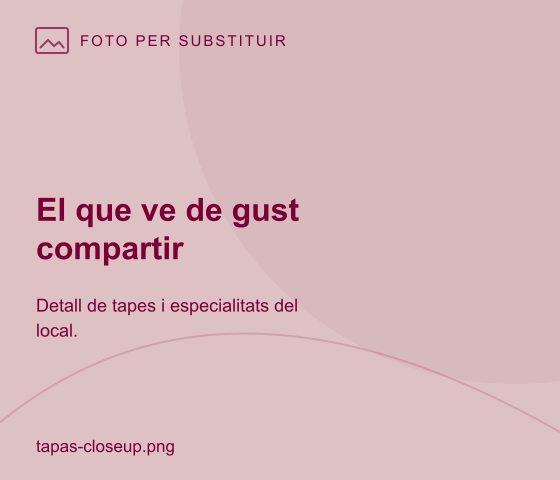 FOTO PER SUBSTITUIR
El que ve de gust
compartir
Detall de tapes i especialitats del
local.
tapas-closeup.png